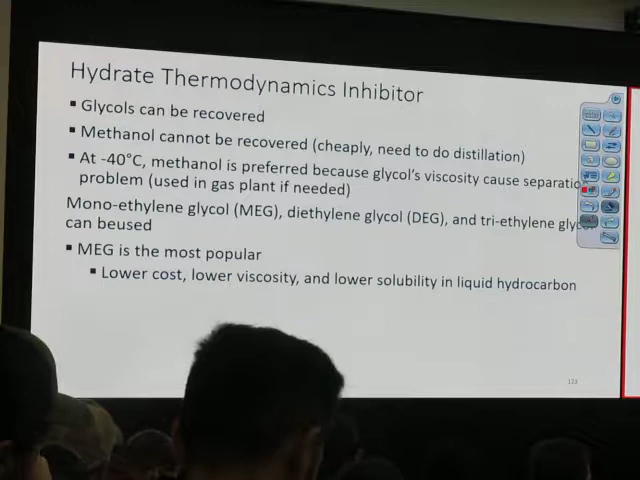 Hydrate Thermodynamics Inhibitor
▪ Glycols can be recovered
▪ Methanol cannot be recovered (cheaply, need to do distillation)
▪ At -40°C, methanol is preferred because glycol's viscosity cause separatio
problem (used in gas plant if needed)
Mono-ethylene glycol (MEG), diethylene glycol (DEG), and tri-ethylene
can beused
▪ MEG is the most popular
▪ Lower cost, lower viscosity, and lower solubility in liquid hydrocarbon
123